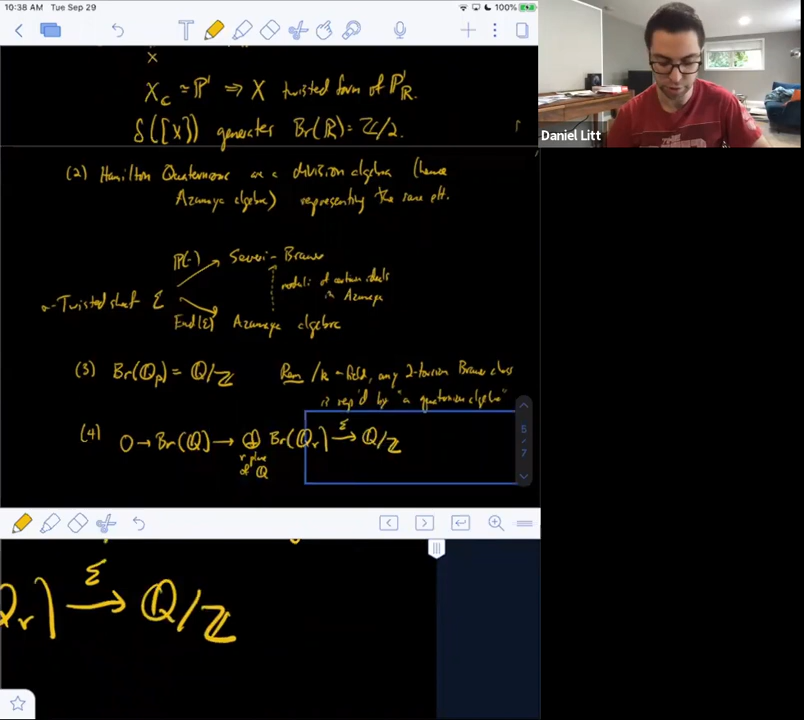 10:38 AM Tue Sep 29
100%
X
X_C ≃ P¹ ⇒ X twisted form of P¹_R.
δ([X]) generates Br(R) = Z/2.
(2) Hamilton Quaternions are a division algebra (hence
Azumaya algebra) representing the same
P(-) Severi-Brauer
moduli of certain ideals
in Azumaya
α-Twisted sheaf Ɛ
End(Ɛ) Azumaya algebra
(3) Br(Q_p) = Q/Z Rem /k-field, any 2-torsion Brauer class
is rep'd by "a quaternion algebra"
(4) 0 → Br(Q) → ⊕ Br(Q_r) Σ→ Q/Z
r place
of Q
5
/
7
Q_r) Σ→ Q/Z
Daniel Litt